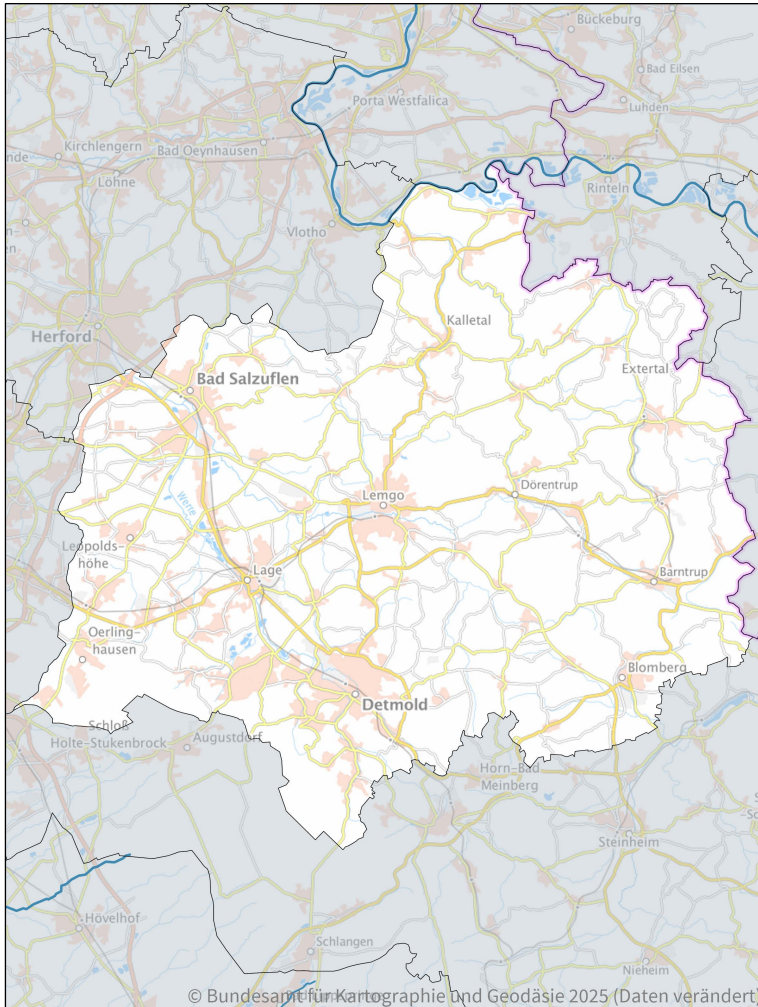 Bückeburg
Bad Eilsen
Porta Westfalica
Luhden
Kirchlengern
Bad Oeynhausen
nde
Löhne
Rinteln
Vlotho
en
Kalletal
Herford
Extertal
Bad Salzuflen
Dörentrup
Lemgo
Werre
Leopolds-
höhe
Lage
Barntrup
Oerling-
hausen
Blomberg
Detmold
Schloß
Holte-Stukenbrock
Augustdorf
Horn-Bad
Meinberg
Steinheim
Hövelhof
Schlangen
Nieheim
© Bundesamt für Kartographie und Geodäsie 2025 (Daten verändert)